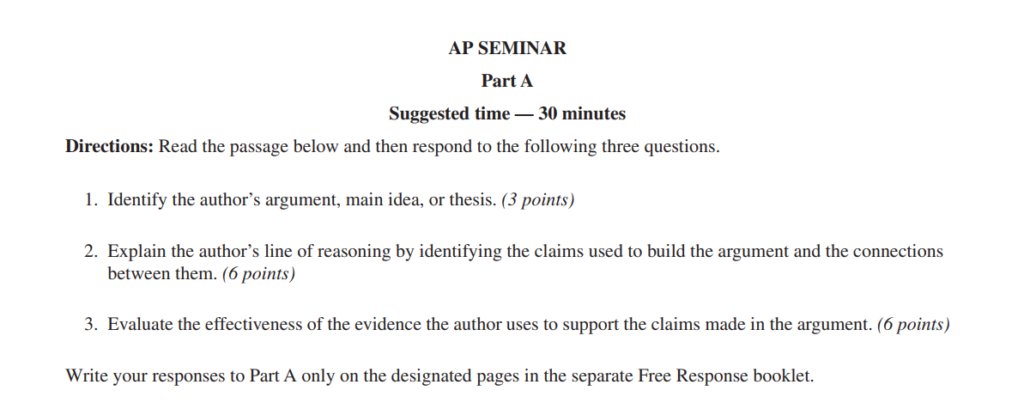 AP SEMINAR
Part A
Suggested time — 30 minutes
Directions: Read the passage below and then respond to the following three questions.
1. Identify the author’s argument, main idea, or thesis. (3 points)
2. Explain the author’s line of reasoning by identifying the claims used to build the argument and the connections
between them. (6 points)
3. Evaluate the effectiveness of the evidence the author uses to support the claims made in the argument. (6 points)
Write your responses to Part A only on the designated pages in the separate Free Response booklet.